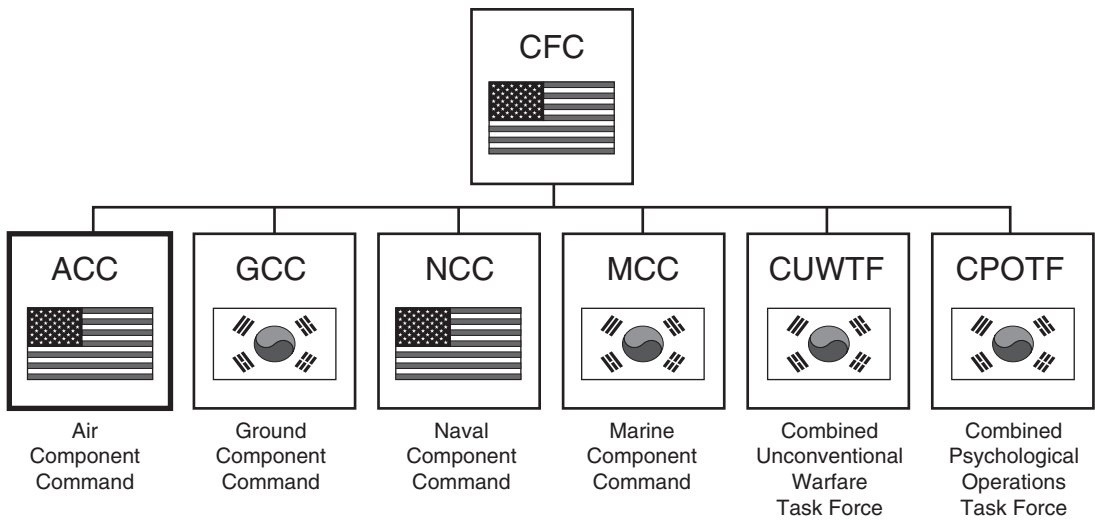 CFC
ACC
GCC
NCC
MCC
CUWTF
CPOTF
Air
Component
Command
Ground
Component
Command
Naval
Component
Command
Marine
Component
Command
Combined
Unconventional
Warfare
Task Force
Combined
Psychological
Operations
Task Force